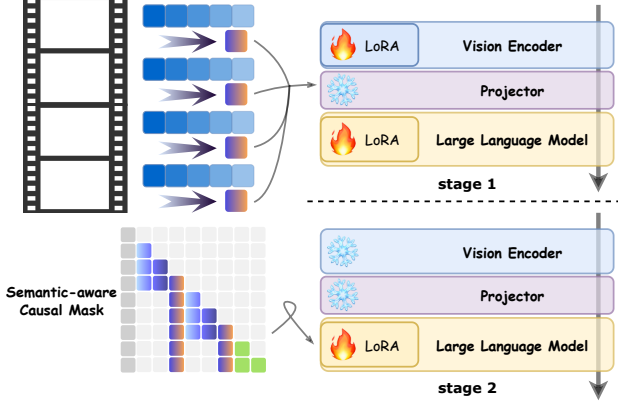 LoRA Vision Encoder
Projector
LoRA Large Language Model
stage 1
Semantic-aware
Causal Mask
Vision Encoder
Projector
LoRA Large Language Model
stage 2